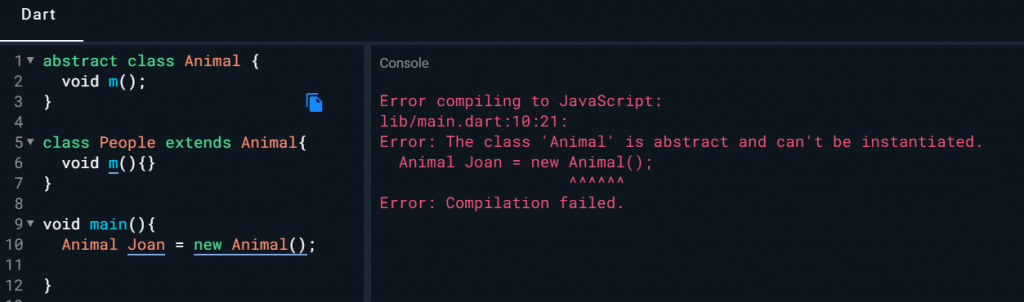 Dart
1 abstract class Animal {
2   void m();
3 }
4
5 class People extends Animal{
6   void m(){}
7 }
8
9 void main(){
10   Animal Joan = new Animal();
11
12 }
Console
Error compiling to JavaScript:
lib/main.dart:10:21:
Error: The class 'Animal' is abstract and can't be instantiated.
  Animal Joan = new Animal();
                    ^^^^^^
Error: Compilation failed.